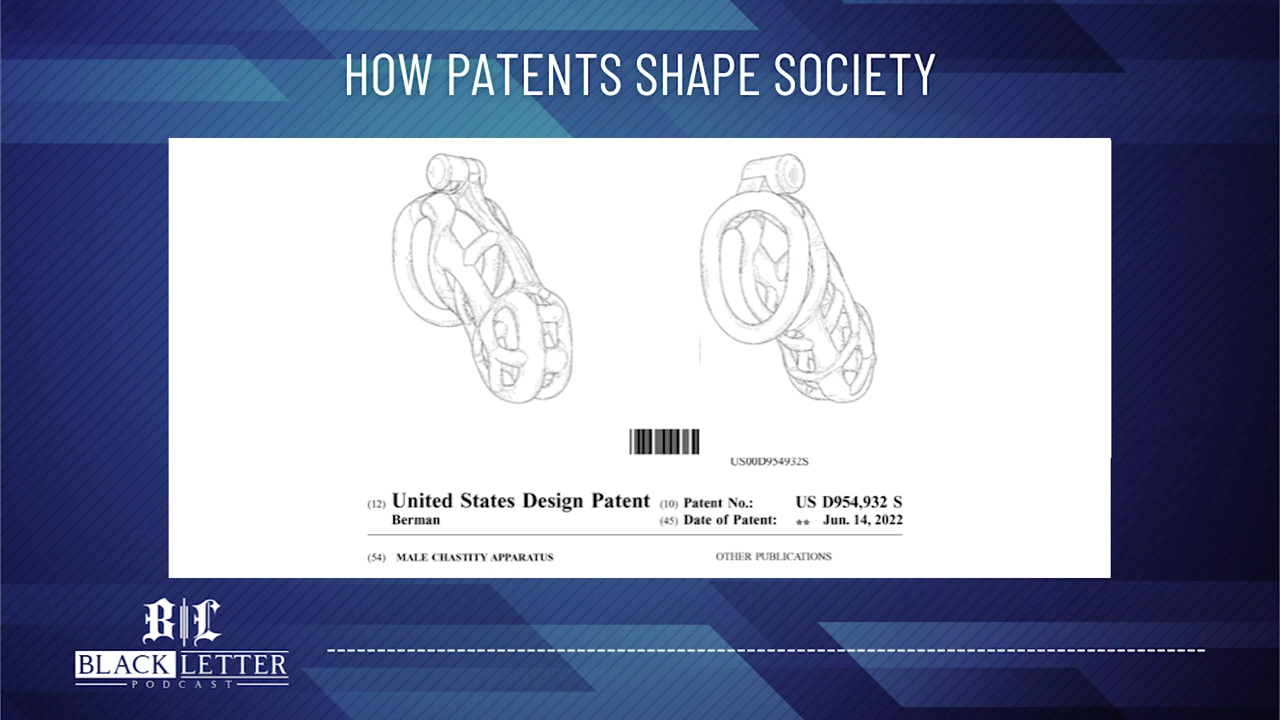 HOW PATENTS SHAPE SOCIETY
US00D954932S
(12) United States Design Patent (10) Patent No.: US D954,932 S
Berman (45) Date of Patent: ** Jun. 14, 2022
(54) MALE CHASTITY APPARATUS OTHER PUBLICATIONS
B|L
BLACK LETTER
PODCAST